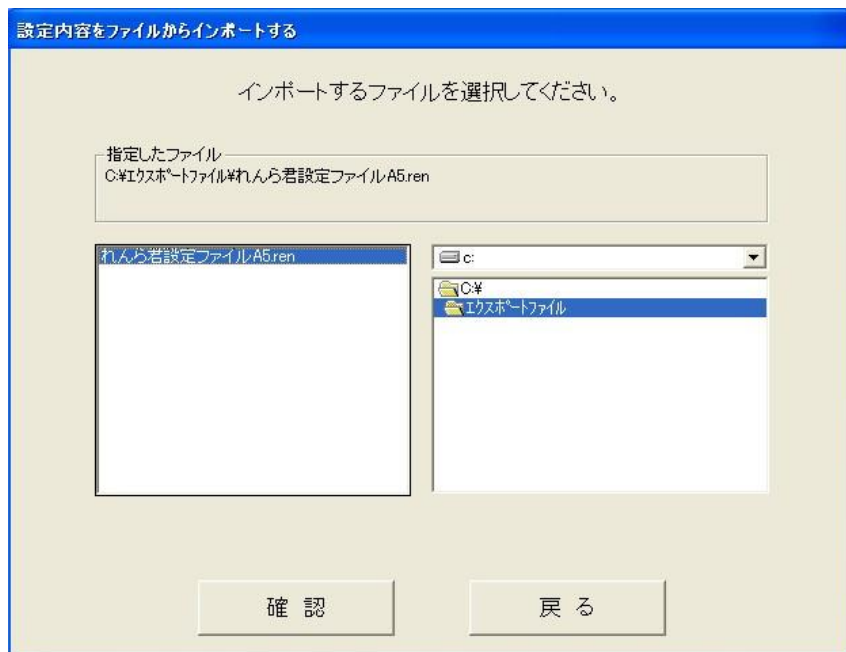 設定内容をファイルからインポートする
インポートするファイルを選択してください。
指定したファイル
C:¥エクスポートファイル¥れんら君設定ファイルA5.ren
れんら君設定ファイルA5.ren
c:
C:¥
エクスポートファイル
確 認
戻 る